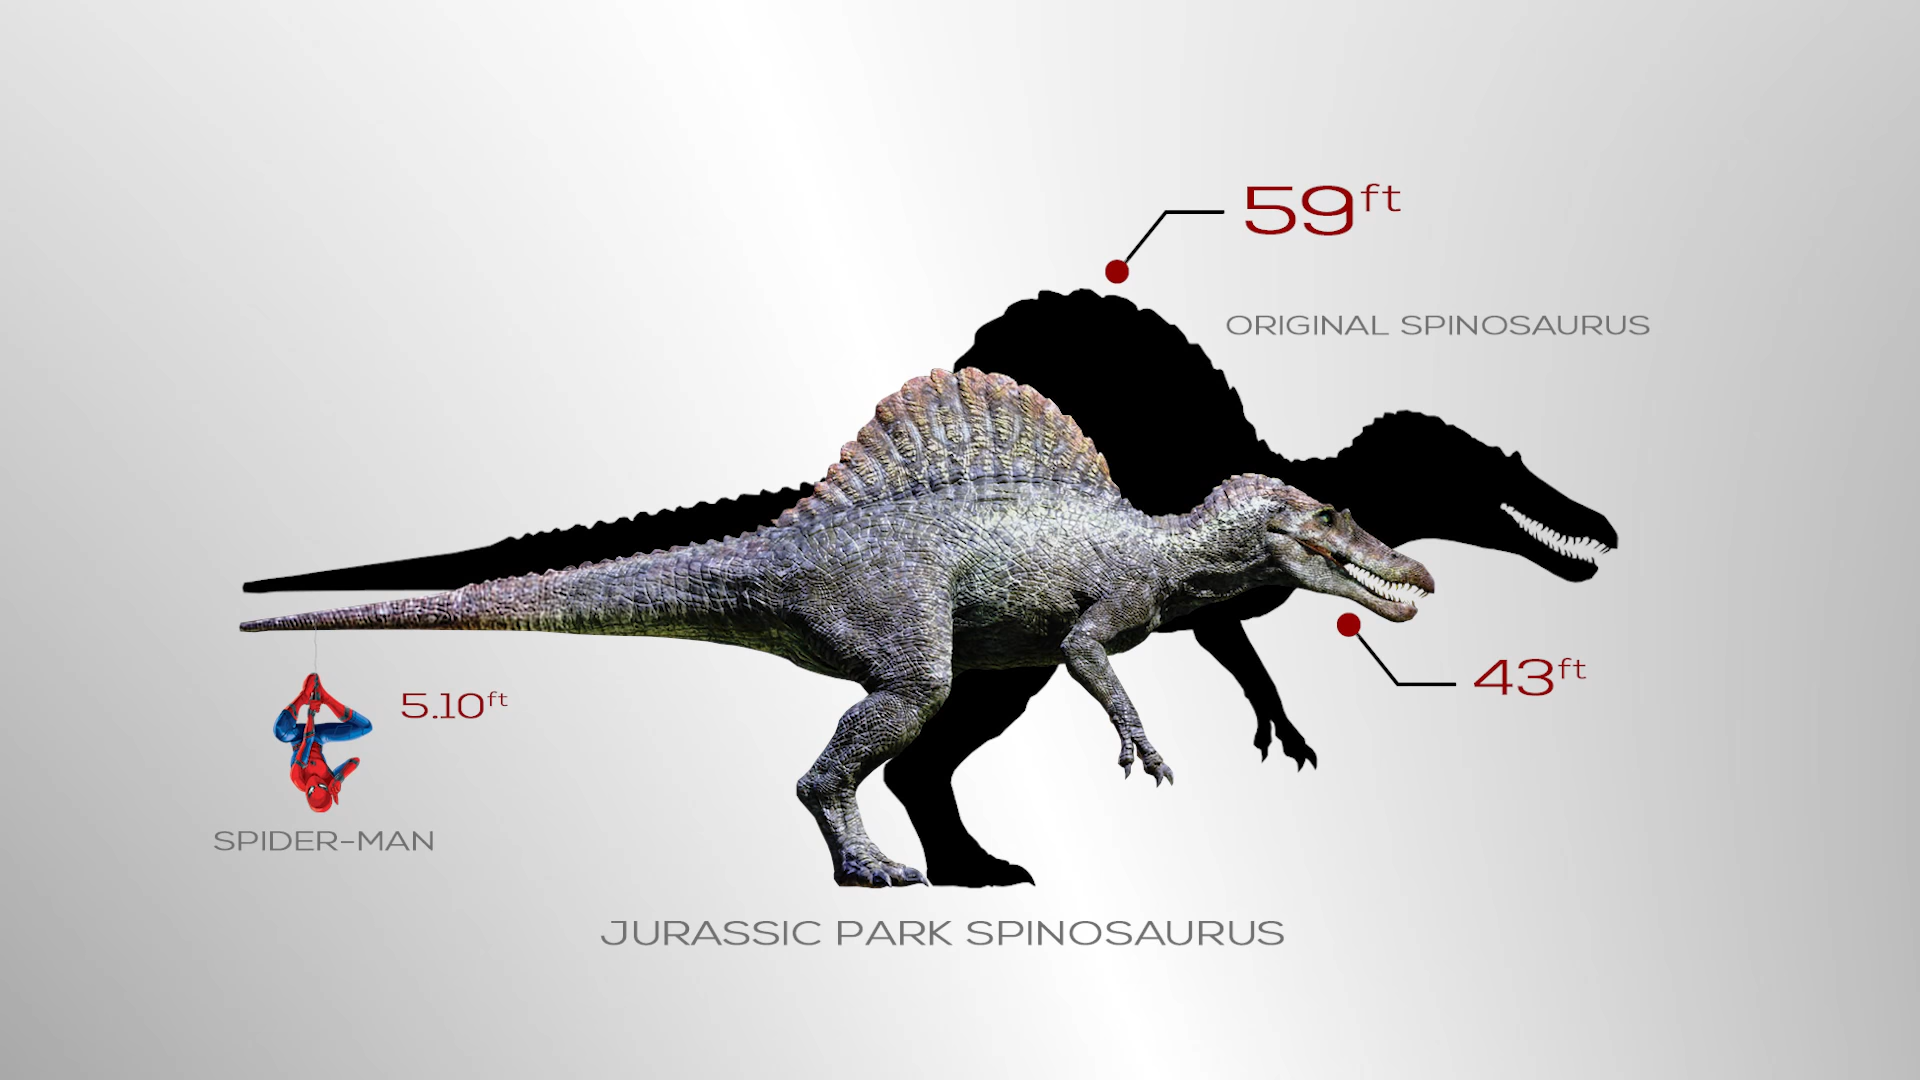 59ft
ORIGINAL SPINOSAURUS
43ft
5.10ft
SPIDER-MAN
JURASSIC PARK SPINOSAURUS